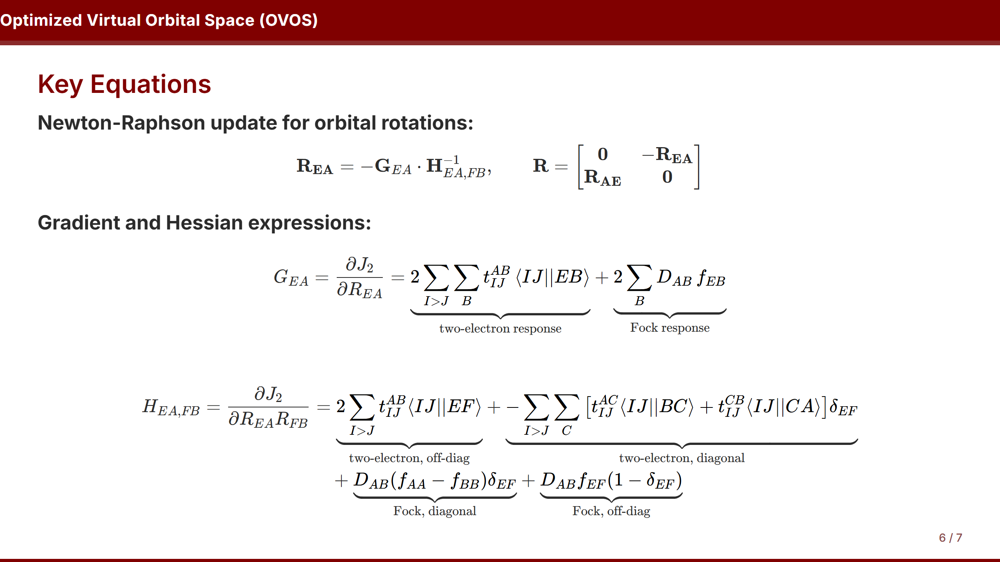 Optimized Virtual Orbital Space (OVOS)
Key Equations
Newton-Raphson update for orbital rotations:
$\mathbf{R_{EA}} = -\mathbf{G}_{EA} \cdot \mathbf{H}^{-1}_{EA,FB}, \qquad \mathbf{R} = \begin{bmatrix} \mathbf{0} & -\mathbf{R_{EA}} \\ \mathbf{R_{AE}} & \mathbf{0} \end{bmatrix}$
Gradient and Hessian expressions:
$G_{EA} = \frac{\partial J_2}{\partial R_{EA}} = \underbrace{2 \sum_{I>J} \sum_{B} t_{IJ}^{AB} \langle IJ||EB \rangle}_{\text{two-electron response}} + \underbrace{2 \sum_{B} D_{AB} f_{EB}}_{\text{Fock response}}$
$H_{EA,FB} = \frac{\partial J_2}{\partial R_{EA} R_{FB}} = \underbrace{2 \sum_{I>J} t_{IJ}^{AB} \langle IJ||EF \rangle}_{\text{two-electron, off-diag}} + \underbrace{- \sum_{I>J} \sum_{C} \left[ t_{IJ}^{AC} \langle IJ||BC \rangle + t_{IJ}^{CB} \langle IJ||CA \rangle \right] \delta_{EF}}_{\text{two-electron, diagonal}}$
$+ \underbrace{D_{AB}(f_{AA} - f_{BB})\delta_{EF}}_{\text{Fock, diagonal}} + \underbrace{D_{AB} f_{EF}(1 - \delta_{EF})}_{\text{Fock, off-diag}}$
6 / 7